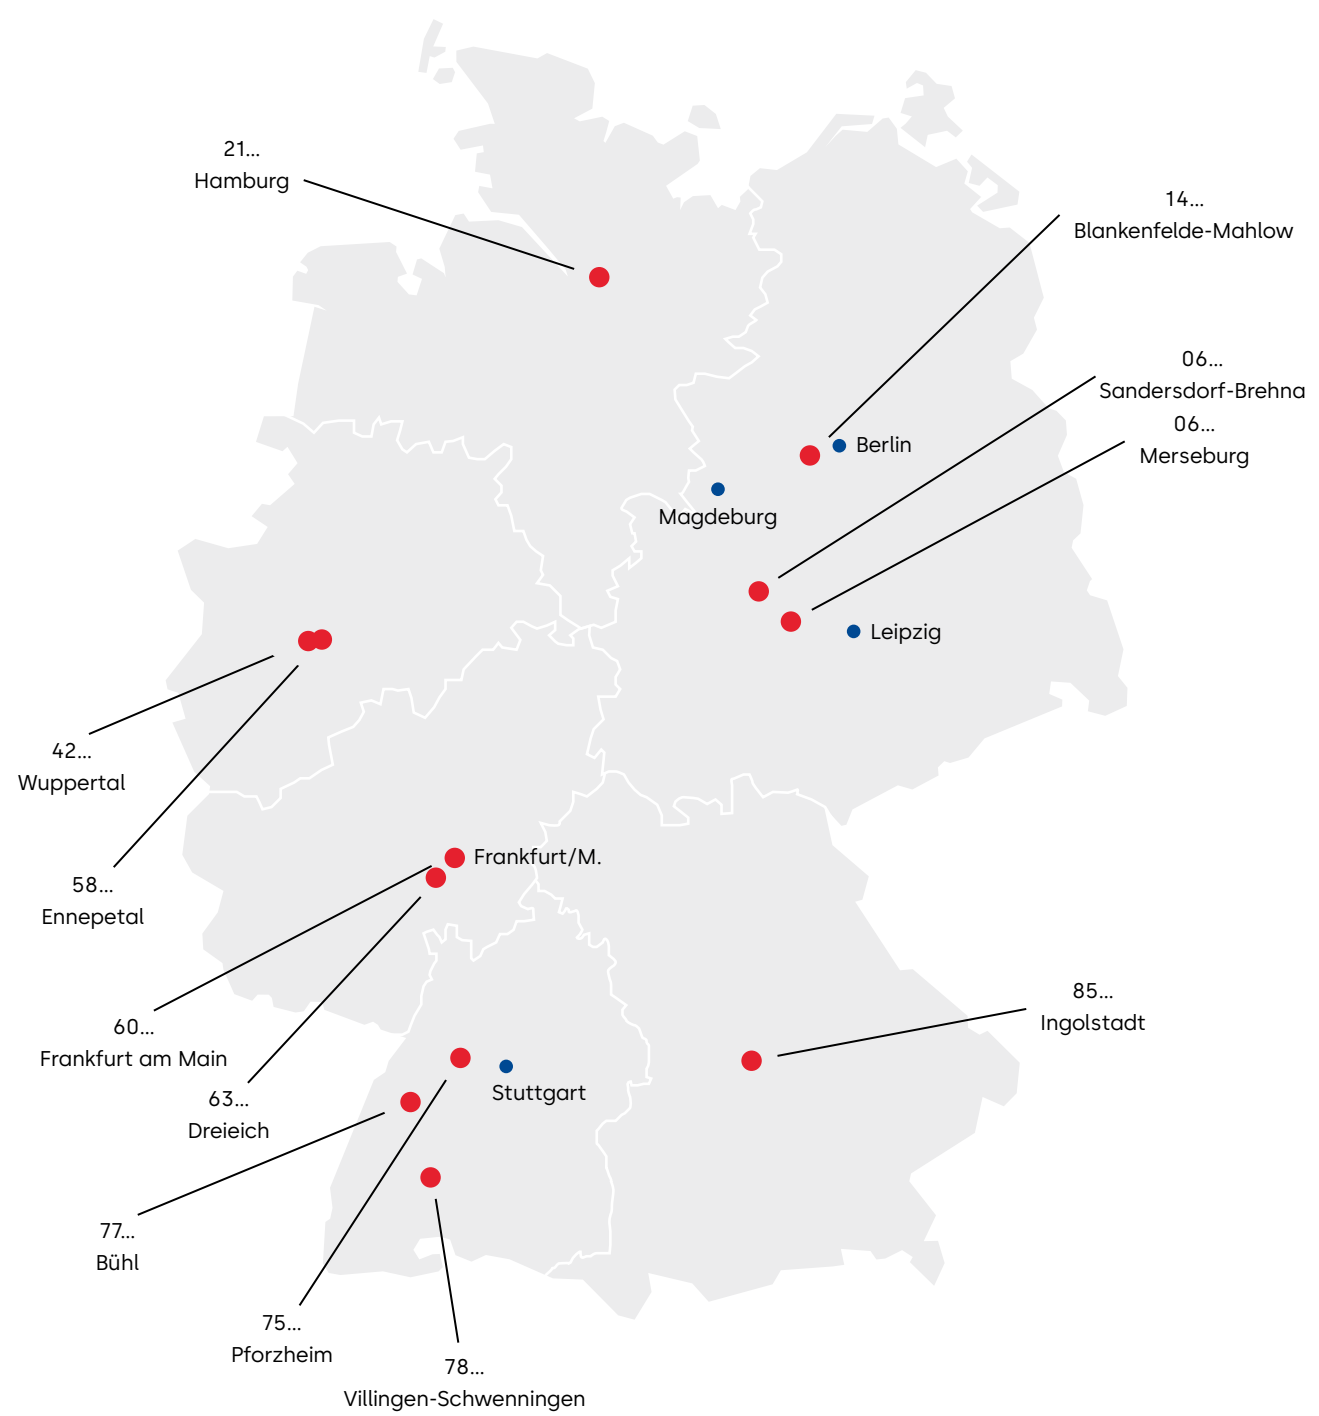 21...
Hamburg
14...
Blankenfelde-Mahlow
06...
Sandersdorf-Brehna
06...
Merseburg
Berlin
Magdeburg
Leipzig
42...
Wuppertal
58...
Ennepetal
Frankfurt/M.
60...
Frankfurt am Main
63...
Dreieich
85...
Ingolstadt
Stuttgart
77...
Bühl
75...
Pforzheim
78...
Villingen-Schwenningen